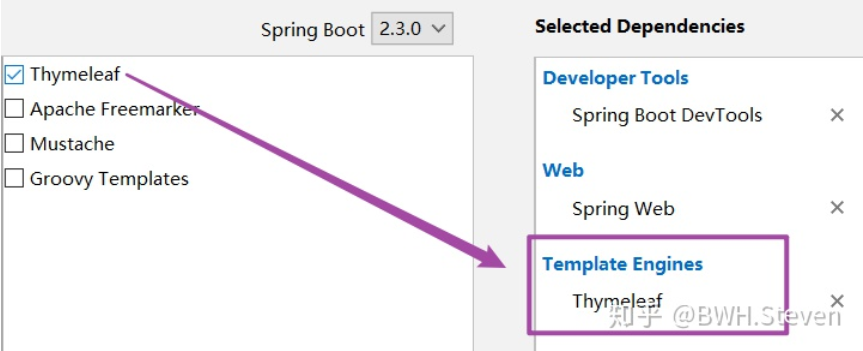 Spring Boot 2.3.0
Selected Dependencies
Thymeleaf
Apache Freemarker
Mustache
Groovy Templates
Developer Tools
Spring Boot DevTools
Web
Spring Web
Template Engines
Thymeleaf
知乎 @BWH.Steven